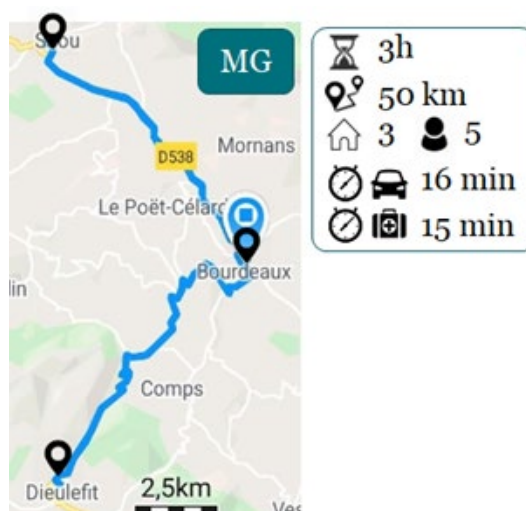 MG
D538
Mornans
Le Poët-Célard
Bourdeaux
Comps
Dieulefit
2,5km
3h
50 km
3 5
16 min
15 min